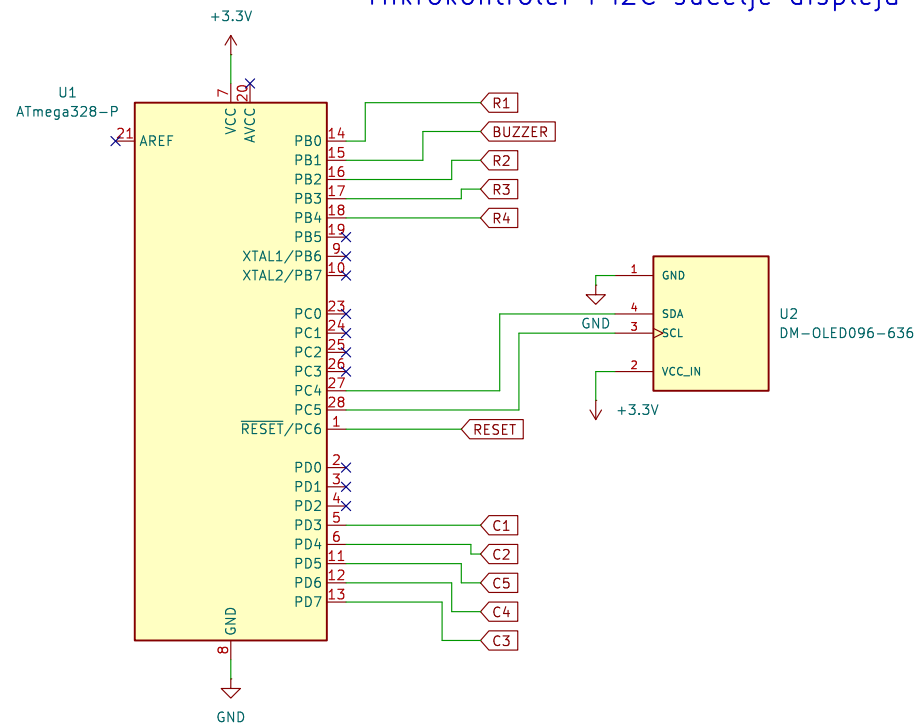 Mikrokontroler I2C displeja
+3.3V
U1
ATmega328-P
7
20
VCC
AVCC
21
AREF
PB0 14
R1
PB1 15
BUZZER
PB2 16
R2
PB3 17
R3
PB4 18
R4
PB5 19
XTAL1/PB6 9
XTAL2/PB7 10
PC0 23
PC1 24
PC2 25
PC3 26
PC4 27
PC5 28
RESET/PC6 1
RESET
PD0 2
PD1 3
PD2 4
PD3 5
C1
PD4 6
C2
PD5 11
C5
PD6 12
C4
PD7 13
C3
GND
8
GND
1 GND
GND
4 SDA
3 SCL
2 VCC_IN
+3.3V
U2
DM-OLED096-636